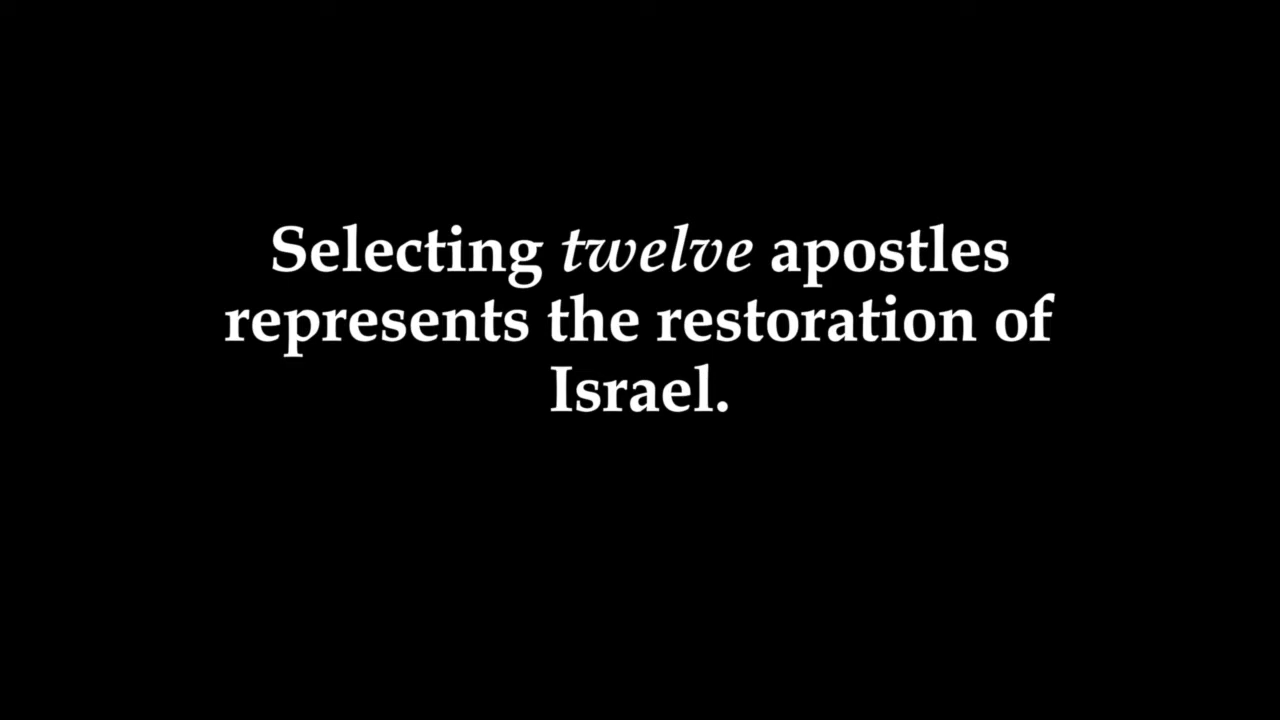 Selecting twelve apostles
represents the restoration of
Israel.